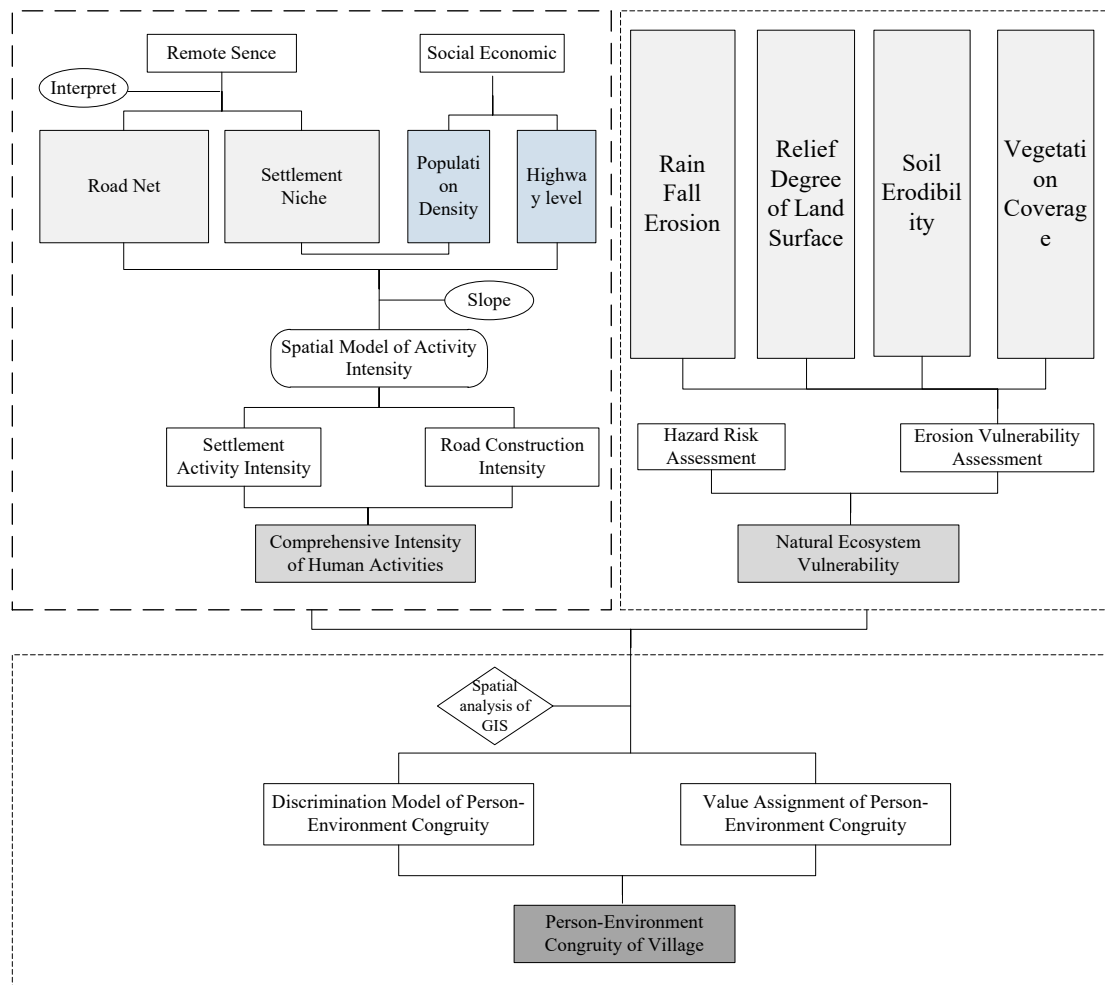 Remote Sence
Social Economic
Interpret
Road Net
Settlement
Niche
Populati
on
Density
Highwa
y level
Rain
Fall
Erosion
Relief
Degree
of Land
Surface
Soil
Erodibil
ity
Vegetati
on
Coverag
e
Slope
Spatial Model of Activity
Intensity
Settlement
Activity Intensity
Road Construction
Intensity
Hazard Risk
Assessment
Erosion Vulnerability
Assessment
Comprehensive Intensity
of Human Activities
Natural Ecosystem
Vulnerability
Spatial
analysis of
GIS
Discrimination Model of Person-
Environment Congruity
Value Assignment of Person-
Environment Congruity
Person-Environment
Congruity of Village